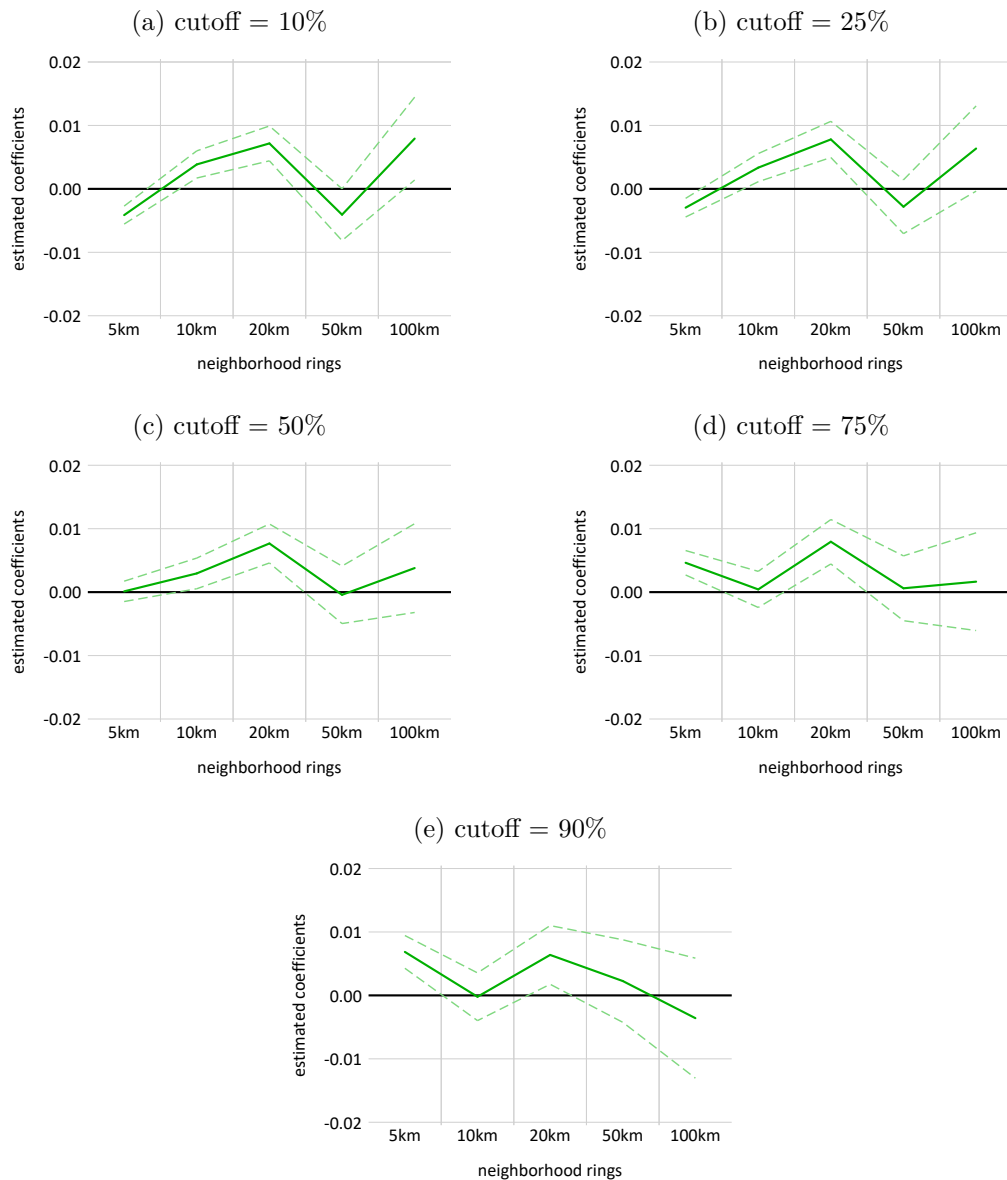 (a) cutoff = 10%
0.02
0.01
0.00
-0.01
-0.02
estimated coefficients
5km 10km 20km 50km 100km
neighborhood rings
(b) cutoff = 25%
0.02
0.01
0.00
-0.01
-0.02
estimated coefficients
5km 10km 20km 50km 100km
neighborhood rings
(c) cutoff = 50%
0.02
0.01
0.00
-0.01
-0.02
estimated coefficients
5km 10km 20km 50km 100km
neighborhood rings
(d) cutoff = 75%
0.02
0.01
0.00
-0.01
-0.02
estimated coefficients
5km 10km 20km 50km 100km
neighborhood rings
(e) cutoff = 90%
0.02
0.01
0.00
-0.01
-0.02
estimated coefficients
5km 10km 20km 50km 100km
neighborhood rings